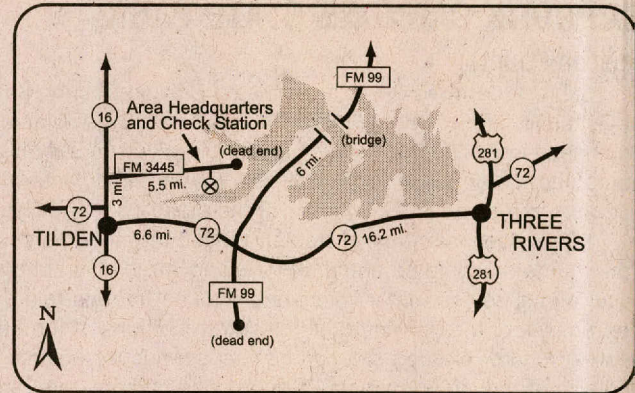 FM 99
16
Area Headquarters
and Check Station
(dead end)
(bridge)
281
72
FM 3445
5.5 mi.
6 mi.
3 mi.
72
TILDEN
6.6 mi.
72
72
16.2 mi.
THREE
RIVERS
16
281
FM 99
N
(dead end)